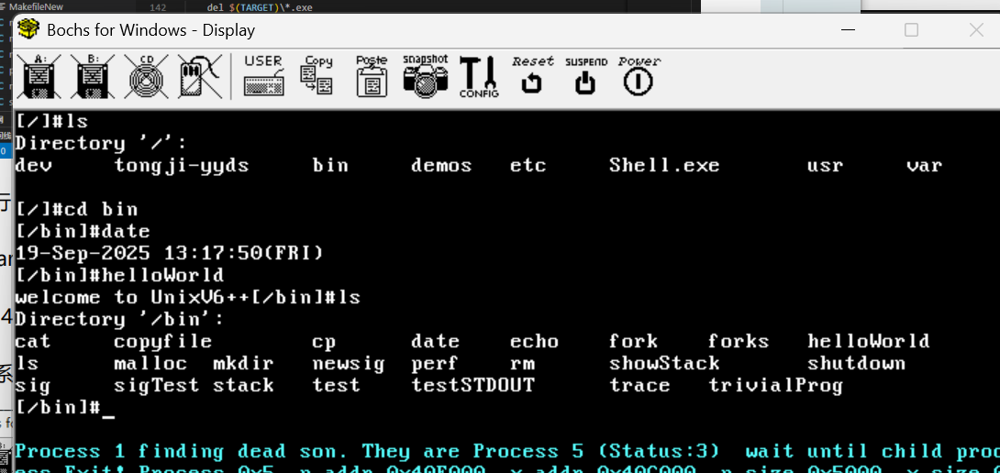 MakefileNew
142 del $(TARGET)\*.exe
Bochs for Windows - Display
A: B: CD USER Copy Paste snapshot CONFIG Reset SUSPEND Power
[/]#ls
Directory '/':
dev tongji-yyds bin demos etc Shell.exe usr var
[/]#cd bin
[/bin]#date
19-Sep-2025 13:17:50(FRI)
[/bin]#helloWorld
welcome to UnixV6++[/bin]#ls
Directory '/bin':
cat copyfile cp date echo fork forks helloWorld
ls malloc mkdir newsig perf rm showStack shutdown
sig sigTest stack test testSTDOUT trace trivialProg
[/bin]#_
Process 1 finding dead son. They are Process 5 (Status:3) wait until child proc
ess Exit! Process 0x5